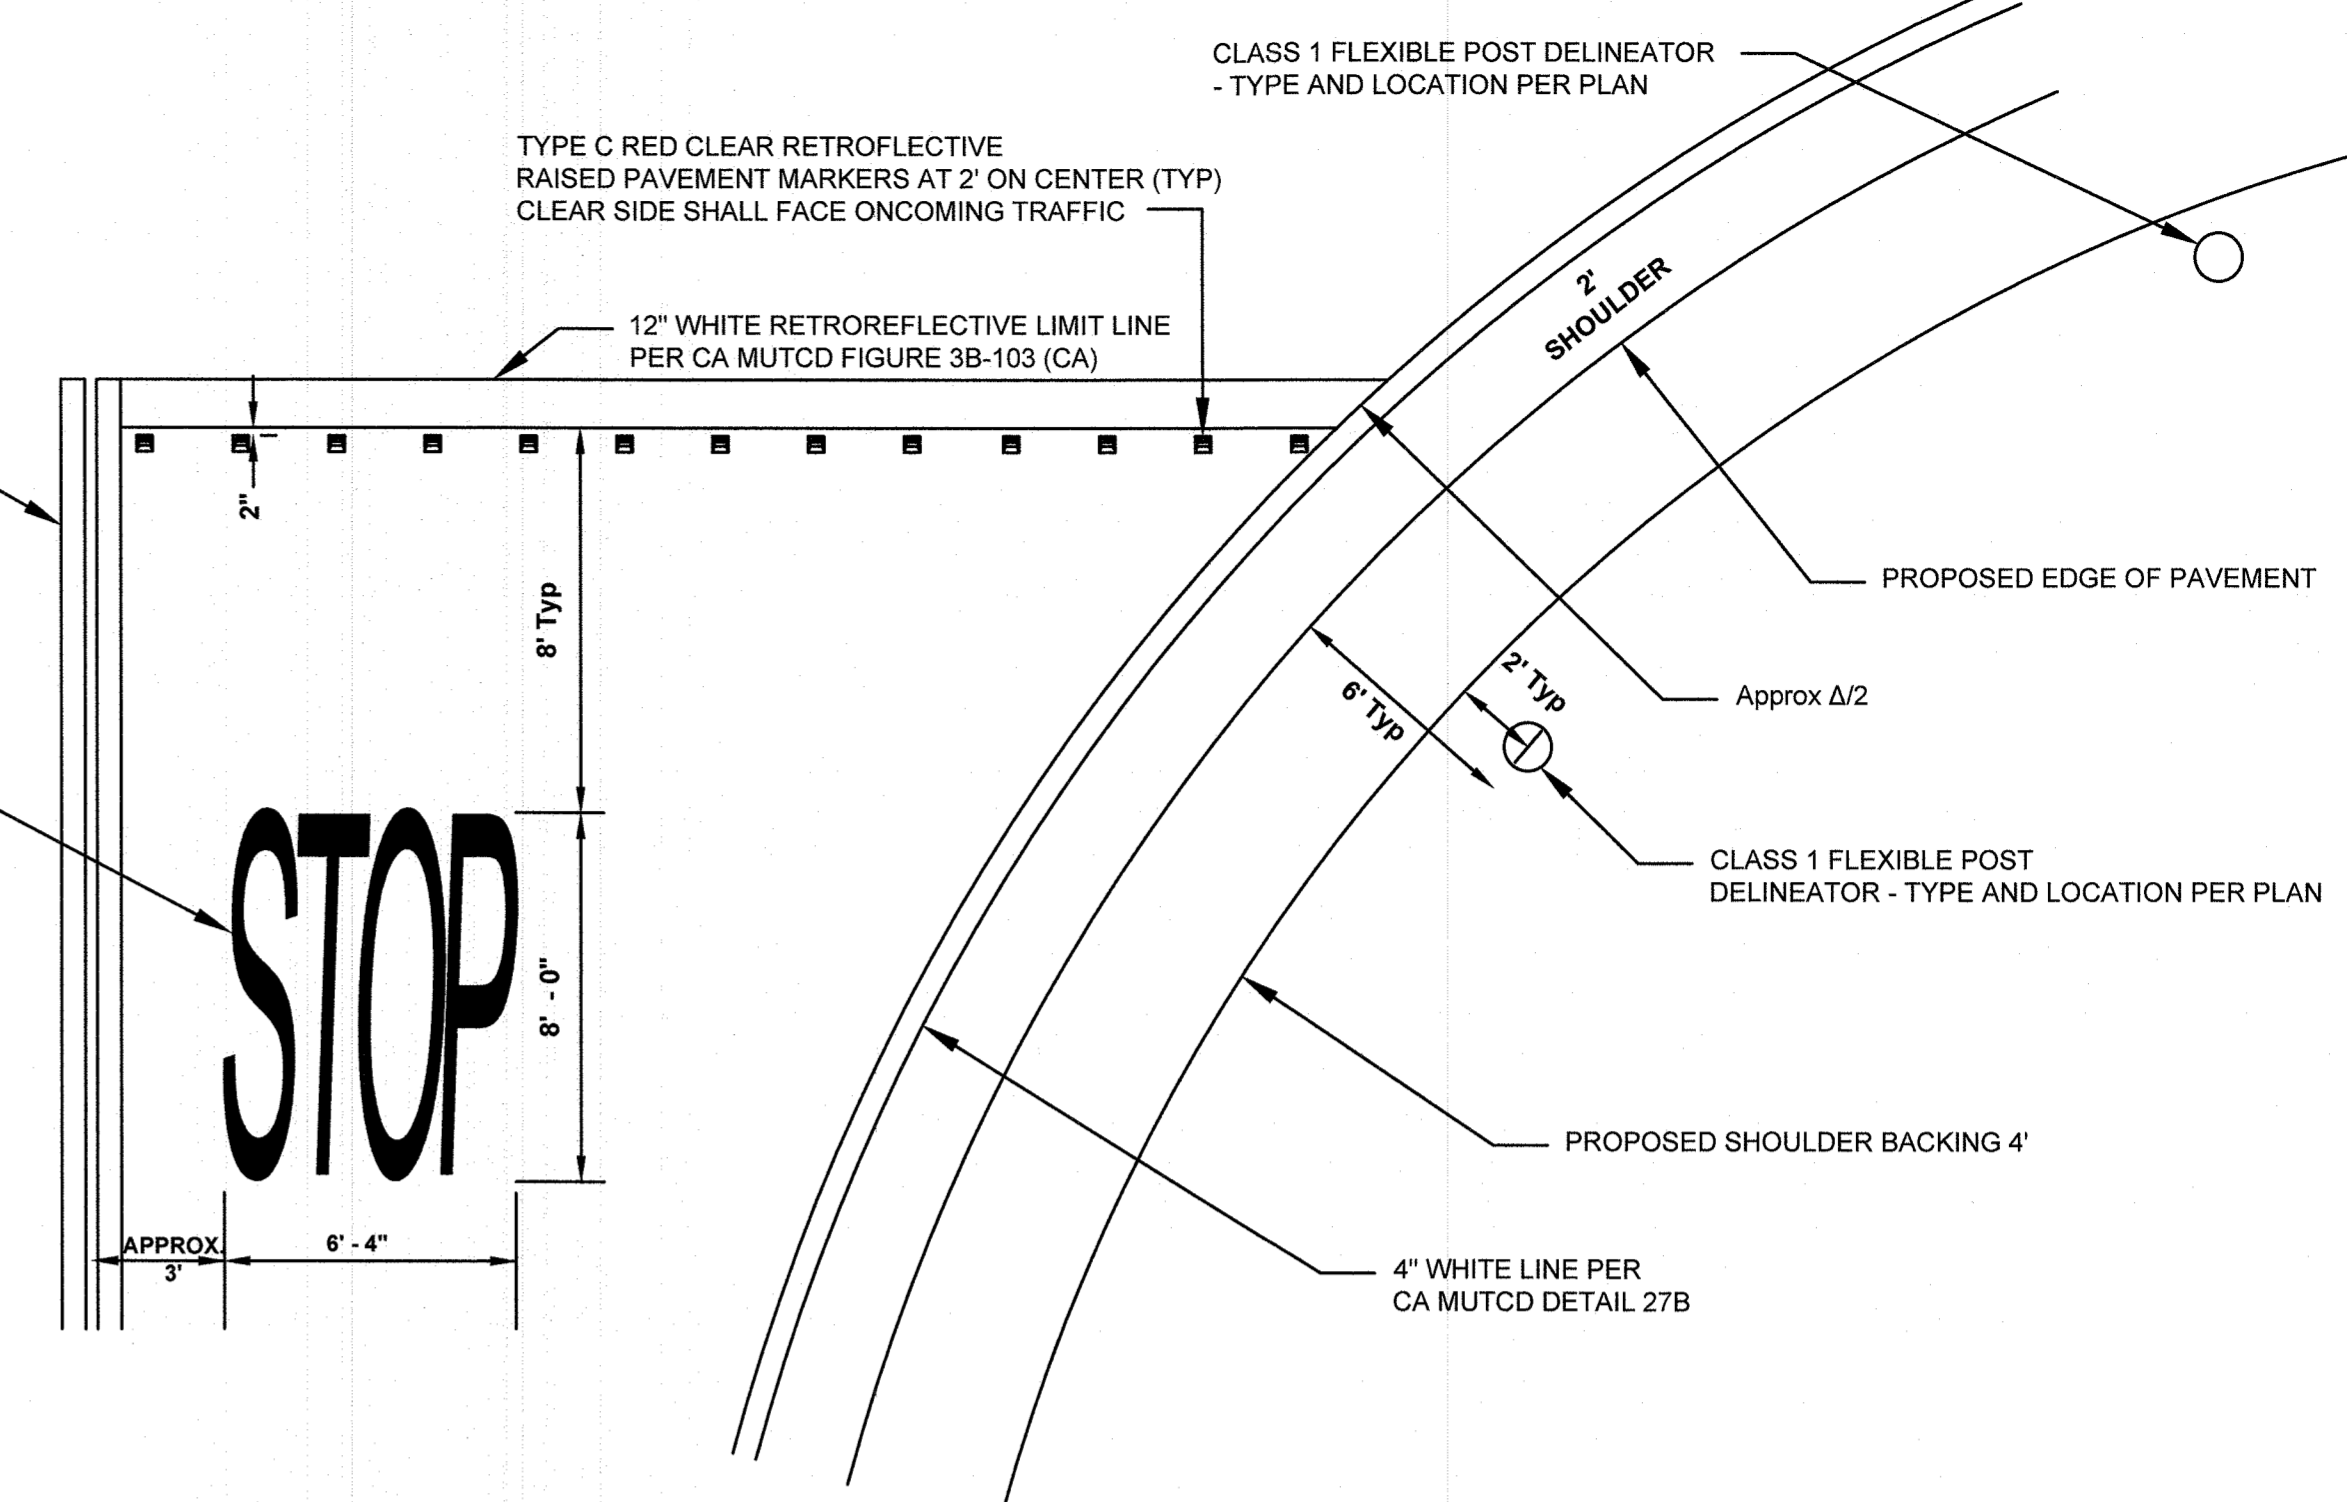 CLASS 1 FLEXIBLE POST DELINEATOR
- TYPE AND LOCATION PER PLAN
TYPE C RED CLEAR RETROFLECTIVE
RAISED PAVEMENT MARKERS AT 2' ON CENTER (TYP)
CLEAR SIDE SHALL FACE ONCOMING TRAFFIC
2'
SHOULDER
12" WHITE RETROREFLECTIVE LIMIT LINE
PER CA MUTCD FIGURE 3B-103 (CA)
2"
8' Typ
PROPOSED EDGE OF PAVEMENT
2' Typ
6' Typ
Approx Δ/2
CLASS 1 FLEXIBLE POST
DELINEATOR - TYPE AND LOCATION PER PLAN
STOP
8' - 0"
PROPOSED SHOULDER BACKING 4'
APPROX.
3'
6' - 4"
4" WHITE LINE PER
CA MUTCD DETAIL 27B